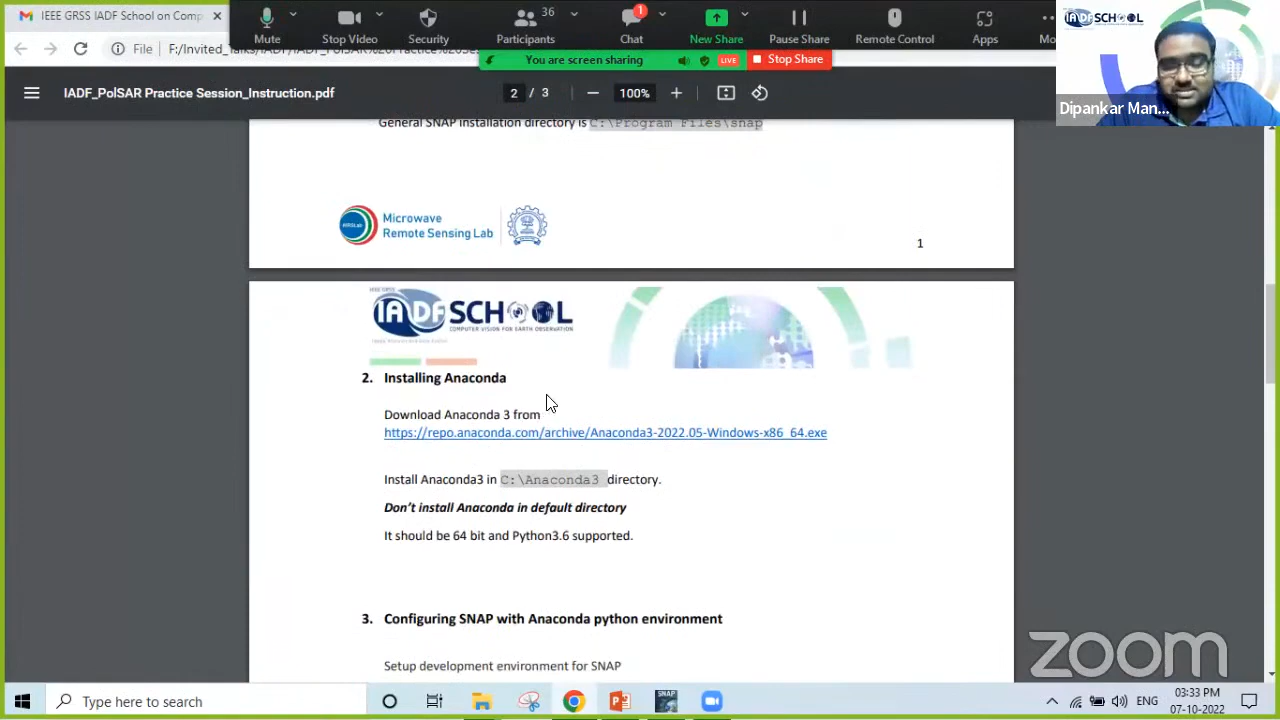 IEEE GRSS IADF School on Comp
Mute
Stop Video
Security
36
Participants
1
Chat
New Share
Pause Share
Remote Control
Apps
You are screen sharing
LIVE
Stop Share
File
IADF_PolSAR Practice Session_Instruction.pdf
2 / 3
100%
IADFSCHOOL
Dipankar Man...
General SNAP installation directory is C:\Program Files\snap
Microwave
Remote Sensing Lab
1
IADFSCHOOL
COMPUTER VISION FOR EARTH OBSERVATION
2. Installing Anaconda
Download Anaconda 3 from
https://repo.anaconda.com/archive/Anaconda3-2022.05-Windows-x86_64.exe
Install Anaconda3 in C:\Anaconda3 directory.
Don't install Anaconda in default directory
It should be 64 bit and Python3.6 supported.
3. Configuring SNAP with Anaconda python environment
Setup development environment for SNAP
zoom
Type here to search
SNAP
ENG
03:33 PM
07-10-2022